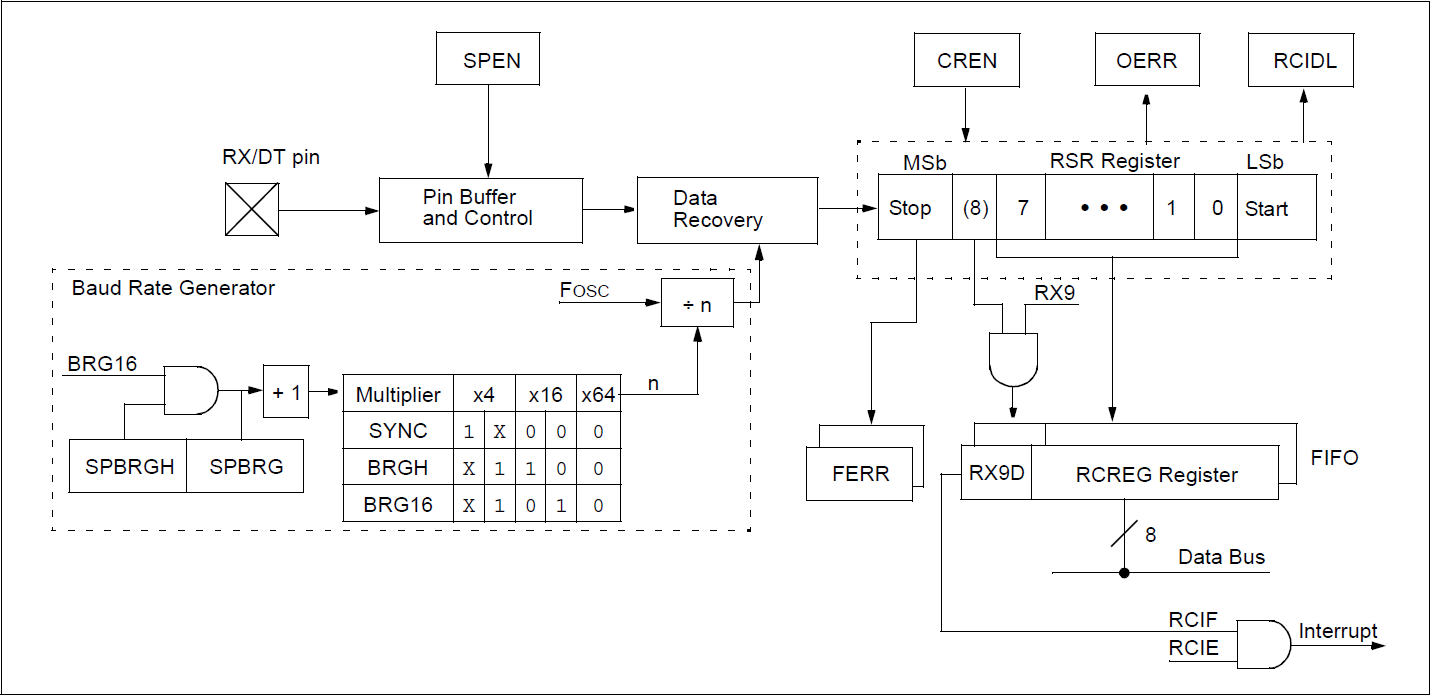 SPEN
CREN
OERR
RCIDL
RX/DT pin
MSb RSR Register LSb
Pin Buffer
and Control
Data
Recovery
Stop (8) 7 • • • 1 0 Start
Baud Rate Generator
FOSC
÷ n
RX9
BRG16
+ 1
n
Multiplier x4 x16 x64
SYNC 1 X 0 0 0
BRGH X 1 1 0 0
BRG16 X 1 0 1 0
SPBRGH SPBRG
FERR
RX9D RCREG Register
FIFO
8
Data Bus
RCIF
RCIE
Interrupt